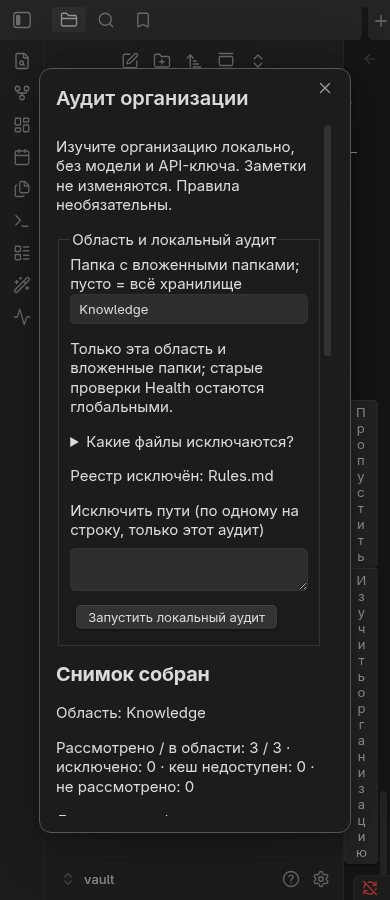 Аудит организации
Изучите организацию локально,
без модели и API-ключа. Заметки
не изменяются. Правила
необязательны.
Область и локальный аудит
Папка с вложенными папками;
пусто = всё хранилище
Knowledge
Только эта область и
вложенные папки; старые
проверки Health остаются
глобальными.
Какие файлы исключаются?
Реестр исключён: Rules.md
Исключить пути (по одному на
строку, только этот аудит)
Запустить локальный аудит
Снимок собран
Область: Knowledge
Рассмотрено / в области: 3 / 3 ·
исключено: 0 · кеш недоступен: 0 ·
не рассмотрено: 0
Пропустить
Изучить организацию
vault